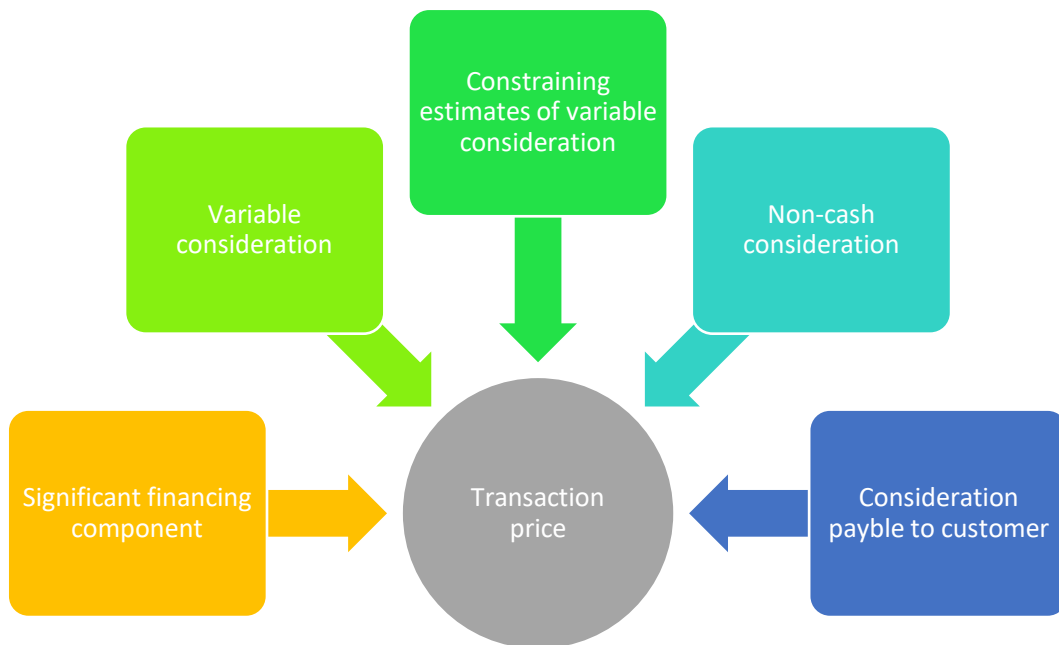 Constraining
estimates of variable
consideration
Variable
consideration
Non-cash
consideration
Significant financing
component
Transaction
price
Consideration
payble to customer